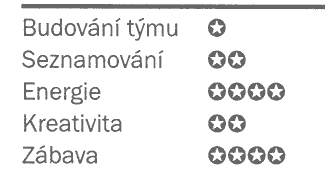 Budování týmu ✪
Seznamování ✪✪
Energie ✪✪✪✪
Kreativita ✪✪
Zábava ✪✪✪✪